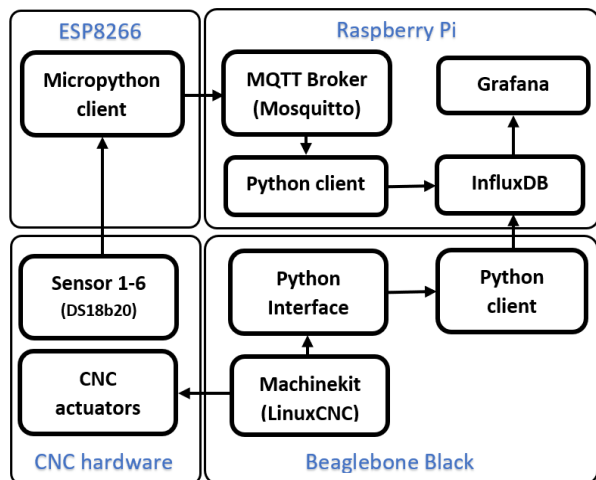 ESP8266
Micropython
client
Raspberry Pi
MQTT Broker
(Mosquitto)
Grafana
Python client
InfluxDB
Sensor 1-6
(DS18b20)
CNC
actuators
CNC hardware
Python
Interface
Python
client
Machinekit
(LinuxCNC)
Beaglebone Black